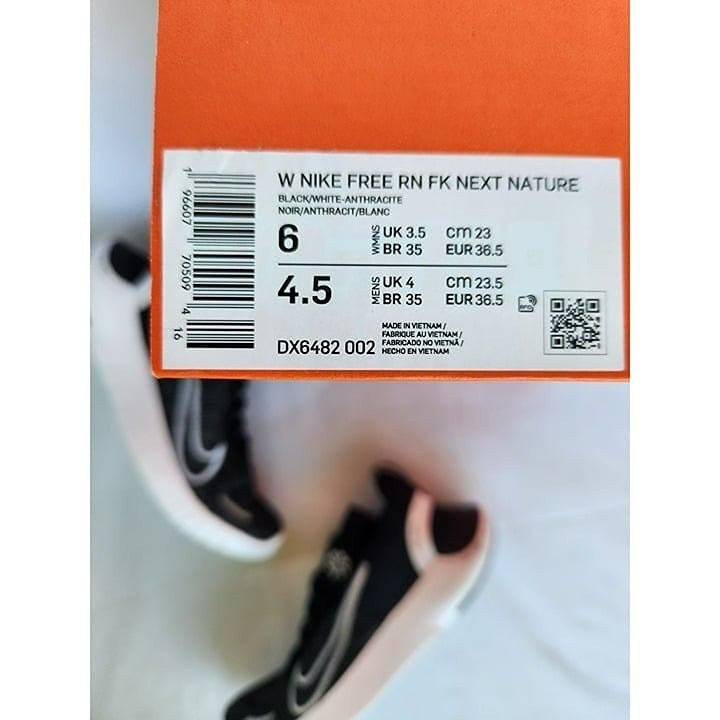 W NIKE FREE RN FK NEXT NATURE
BLACK/WHITE-ANTHRACITE
NOIR/ANTHRACIT/BLANC
6 WMNS UK 3.5 cm 23
BR 35 EUR 36.5
4.5 MENS UK 4 cm 23.5
BR 35 EUR 36.5
RFID
DX6482 002
MADE IN VIETNAM /
FABRIQUE AU VIETNAM /
FABRICADO NO VIETNÃ /
HECHO EN VIETNAM
1 96607 70509 4 16